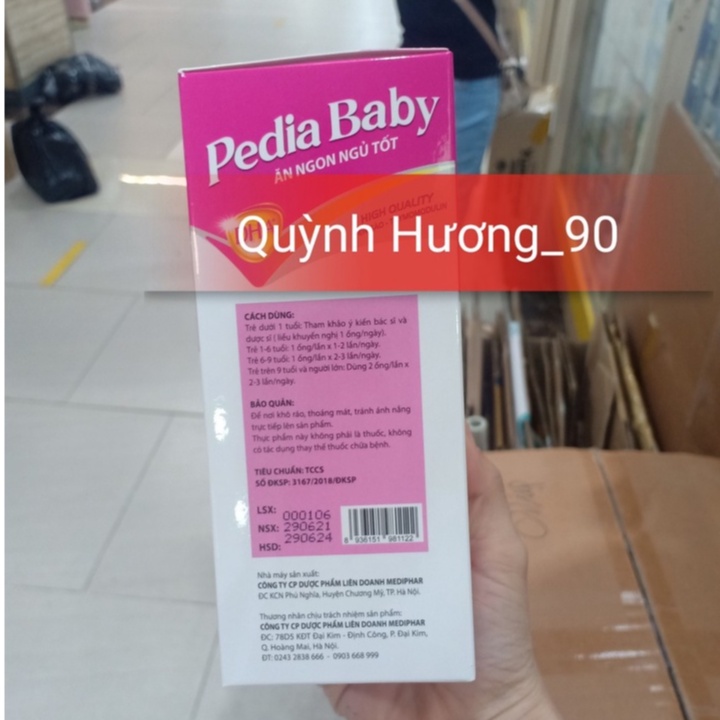 Pedia Baby
ĂN NGON NGỦ TỐT
HIGH QUALITY
Quỳnh Hương_90
CÁCH DÙNG:
Trẻ dưới 1 tuổi: Tham khảo ý kiến bác sĩ và
dược sĩ ( liều khuyến nghị 1 ống/ngày).
Trẻ 1-6 tuổi: 1 ống/lần x 1-2 lần/ngày.
Trẻ 6-9 tuổi: 1 ống/lần x 2-3 lần/ngày.
Trẻ trên 9 tuổi và người lớn: Dùng 2 ống/lần x
2-3 lần/ngày.
BẢO QUẢN:
Để nơi khô ráo, thoáng mát, tránh ánh nắng
trực tiếp lên sản phẩm.
Thực phẩm này không phải là thuốc, không
có tác dụng thay thế thuốc chữa bệnh.
TIÊU CHUẨN: TCCS
SỐ ĐKSP: 3167/2018/ĐKSP
LSX: 000106
NSX: 290621
HSD: 290624
8 936151 981122
Nhà máy sản xuất:
CÔNG TY CP DƯỢC PHẨM LIÊN DOANH MEDIPHAR
ĐC KCN Phú Nghĩa, Huyện Chương Mỹ, TP. Hà Nội.
Thương nhân chịu trách nhiệm sản phẩm:
CÔNG TY CP DƯỢC PHẨM LIÊN DOANH MEDIPHAR
ĐC: 78D5 KĐT Đại Kim - Định Công, P. Đại Kim,
Q. Hoàng Mai, Hà Nội.
ĐT: 0243 2838 666 - 0903 668 999